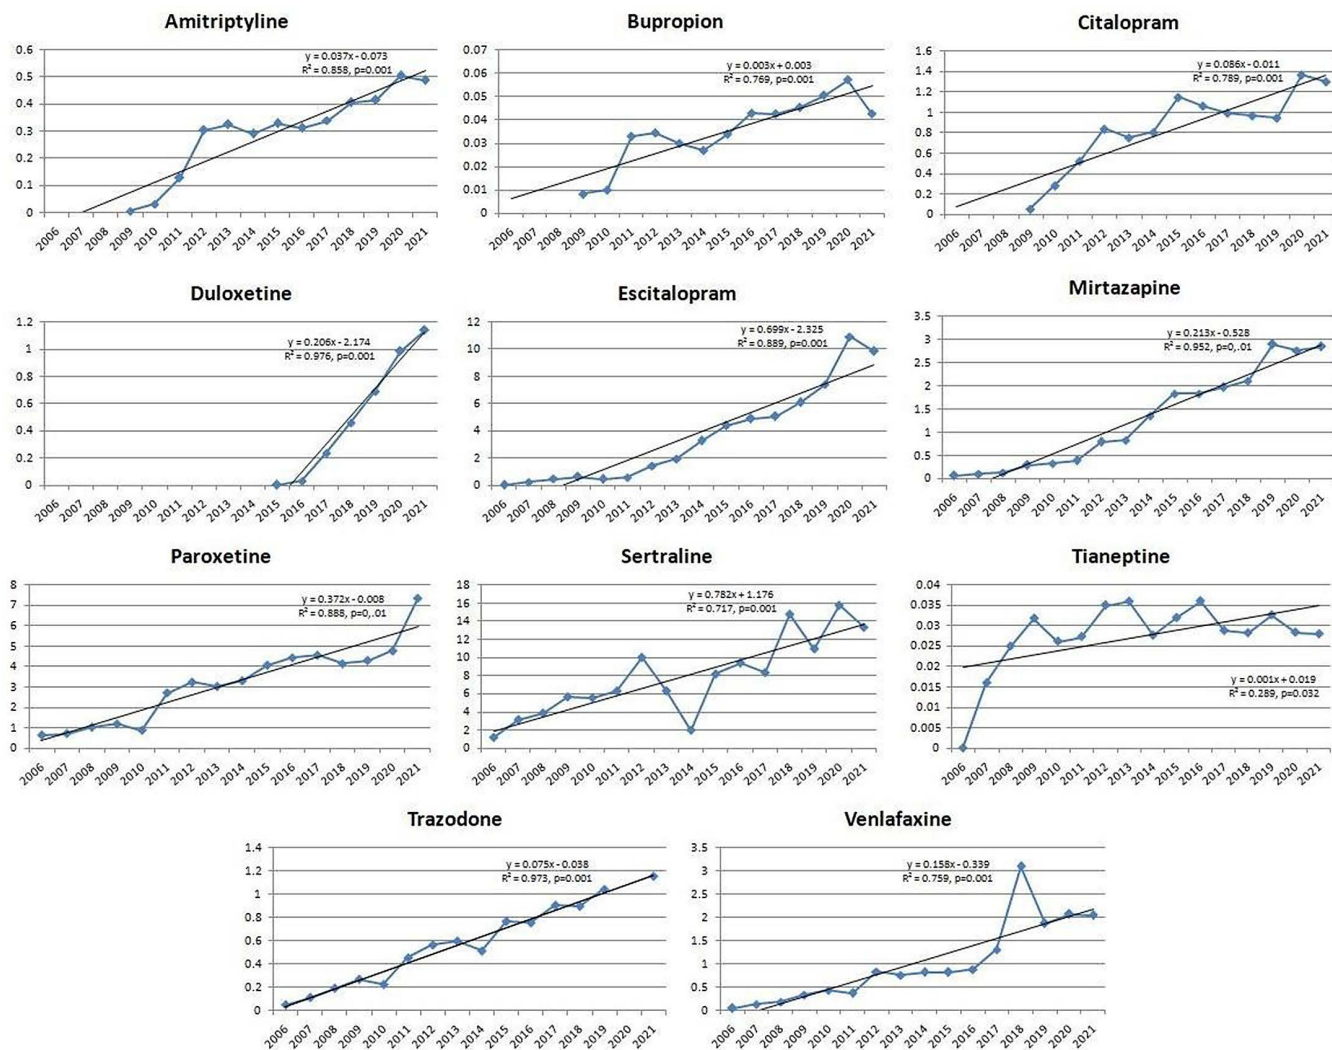 Amitriptyline
y = 0.037x - 0.073
R² = 0.858, p=0.001
0.6
0.5
0.4
0.3
0.2
0.1
0
2006 2007 2008 2009 2010 2011 2012 2013 2014 2015 2016 2017 2018 2019 2020 2021
Bupropion
y = 0.003x + 0.003
R² = 0.769, p=0.001
0.07
0.06
0.05
0.04
0.03
0.02
0.01
0
2006 2007 2008 2009 2010 2011 2012 2013 2014 2015 2016 2017 2018 2019 2020 2021
Citalopram
y = 0.086x - 0.011
R² = 0.789, p=0.001
1.6
1.4
1.2
1
0.8
0.6
0.4
0.2
0
2006 2007 2008 2009 2010 2011 2012 2013 2014 2015 2016 2017 2018 2019 2020 2021
Duloxetine
y = 0.206x - 2.174
R² = 0.976, p=0.001
1.2
1
0.8
0.6
0.4
0.2
0
2006 2007 2008 2009 2010 2011 2012 2013 2014 2015 2016 2017 2018 2019 2020 2021
Escitalopram
y = 0.699x - 2.325
R² = 0.889, p=0.001
12
10
8
6
4
2
0
2006 2007 2008 2009 2010 2011 2012 2013 2014 2015 2016 2017 2018 2019 2020 2021
Mirtazapine
y = 0.213x - 0.528
R² = 0.952, p=0,.01
3.5
3
2.5
2
1.5
1
0.5
0
2006 2007 2008 2009 2010 2011 2012 2013 2014 2015 2016 2017 2018 2019 2020 2021
Paroxetine
y = 0.372x - 0.008
R² = 0.888, p=0,.01
8
7
6
5
4
3
2
1
0
2006 2007 2008 2009 2010 2011 2012 2013 2014 2015 2016 2017 2018 2019 2020 2021
Sertraline
y = 0.782x + 1.176
R² = 0.717, p=0.001
18
16
14
12
10
8
6
4
2
0
2006 2007 2008 2009 2010 2011 2012 2013 2014 2015 2016 2017 2018 2019 2020 2021
Tianeptine
0.04
0.035
0.03
0.025
0.02
0.015
0.01
0.005
0
y = 0.001x + 0.019
R² = 0.289, p=0.032
2006 2007 2008 2009 2010 2011 2012 2013 2014 2015 2016 2017 2018 2019 2020 2021
Trazodone
y = 0.075x - 0.038
R² = 0.973, p=0.001
1.4
1.2
1
0.8
0.6
0.4
0.2
0
2006 2007 2008 2009 2010 2011 2012 2013 2014 2015 2016 2017 2018 2019 2020 2021
Venlafaxine
y = 0.158x - 0.339
R² = 0.759, p=0.001
3.5
3
2.5
2
1.5
1
0.5
0
2006 2007 2008 2009 2010 2011 2012 2013 2014 2015 2016 2017 2018 2019 2020 2021